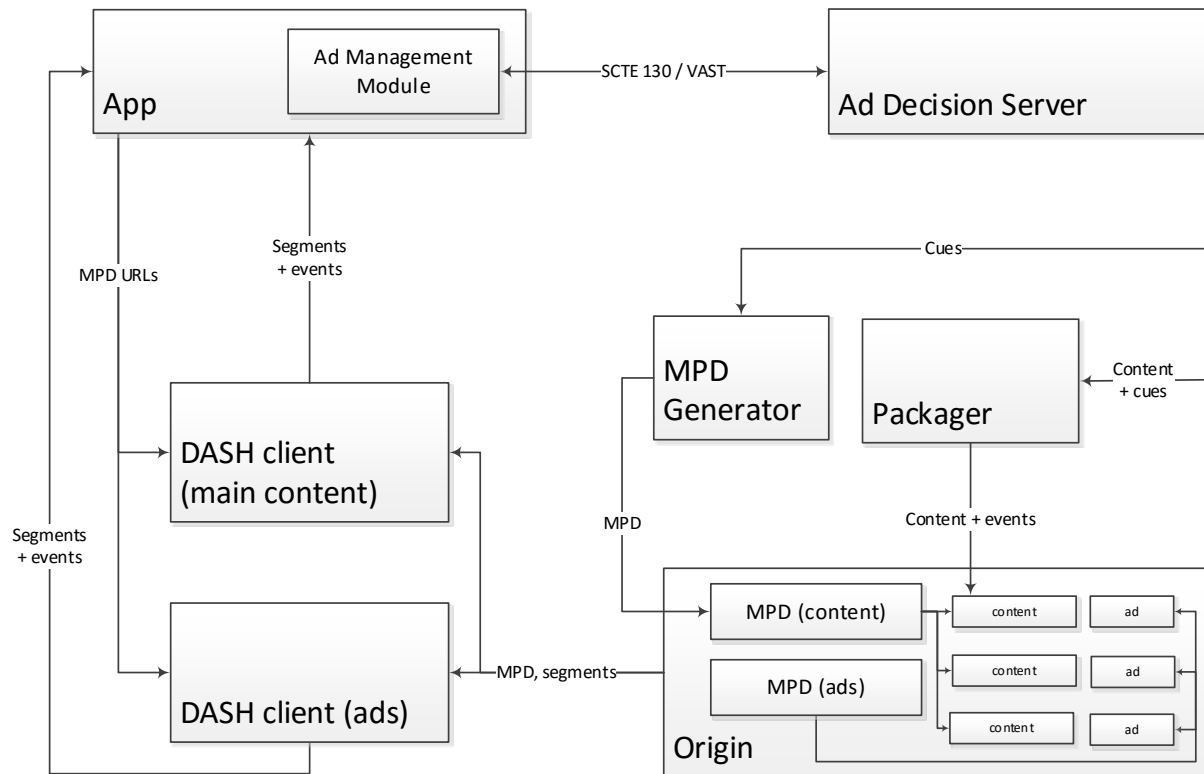 Ad Management
Module
App
SCTE 130 / VAST
Ad Decision Server
Segments
+ events
MPD URLs
Cues
MPD
Generator
Packager
Content
+ cues
DASH client
(main content)
Segments
+ events
MPD
Content + events
MPD (content)
content
ad
MPD, segments
MPD (ads)
content
ad
DASH client (ads)
Origin
content
ad